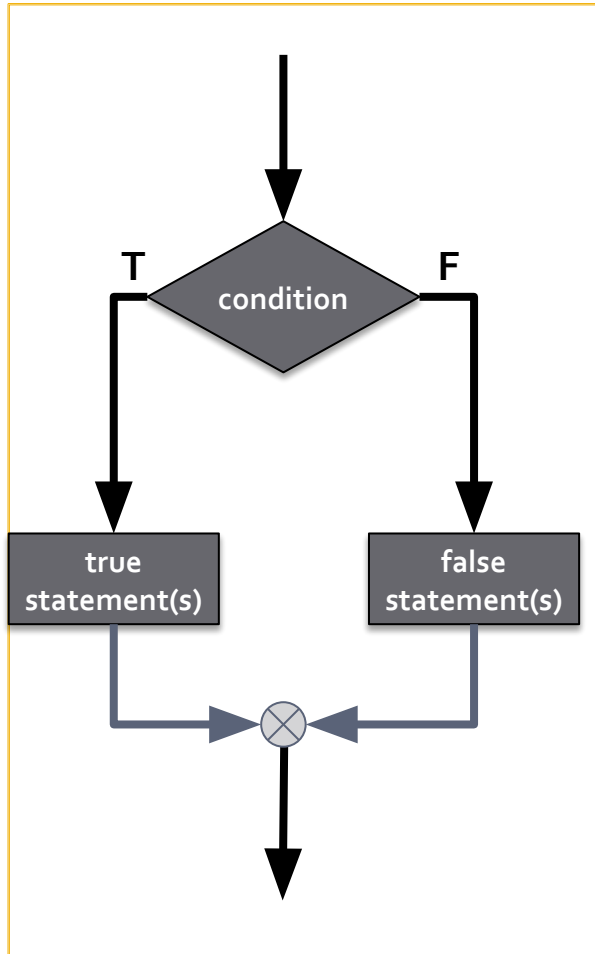 T
F
condition
true
statement(s)
false
statement(s)